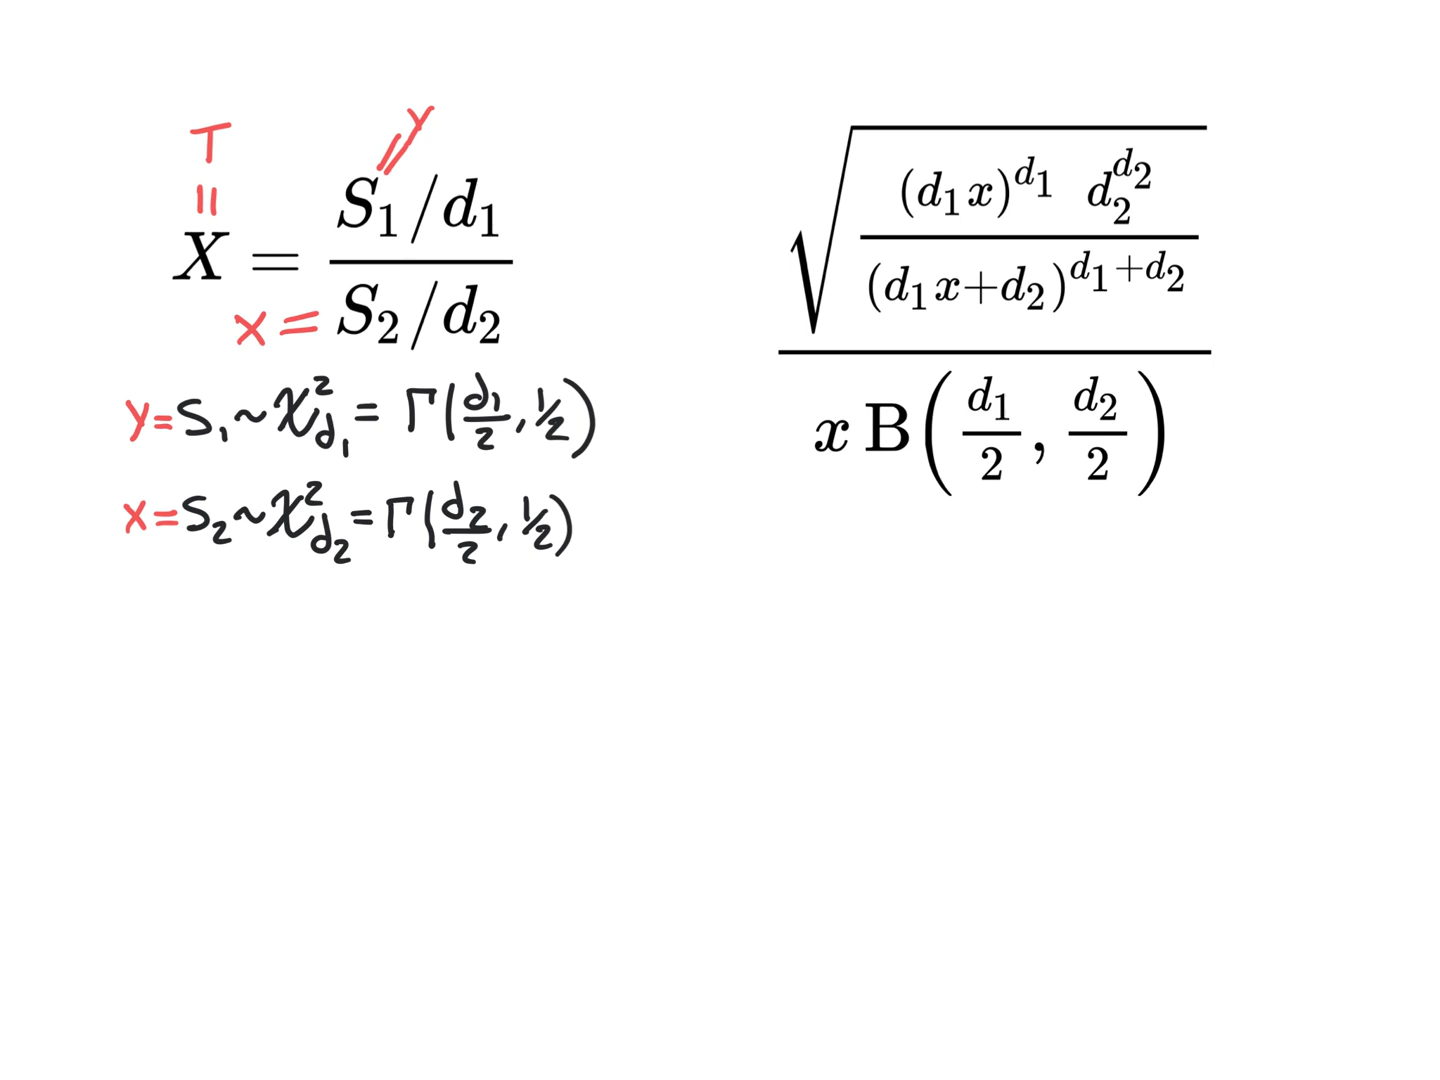 T
=
Y
X = (S₁/d₁)/(S₂/d₂)
X =
Y = S₁ ~ χ²_d₁ = Γ(d₁/2, 1/2)
X = S₂ ~ χ²_d₂ = Γ(d₂/2, 1/2)
√((d₁x)^d₁ d₂^d₂ / (d₁x+d₂)^(d₁+d₂)) / (x B(d₁/2, d₂/2))